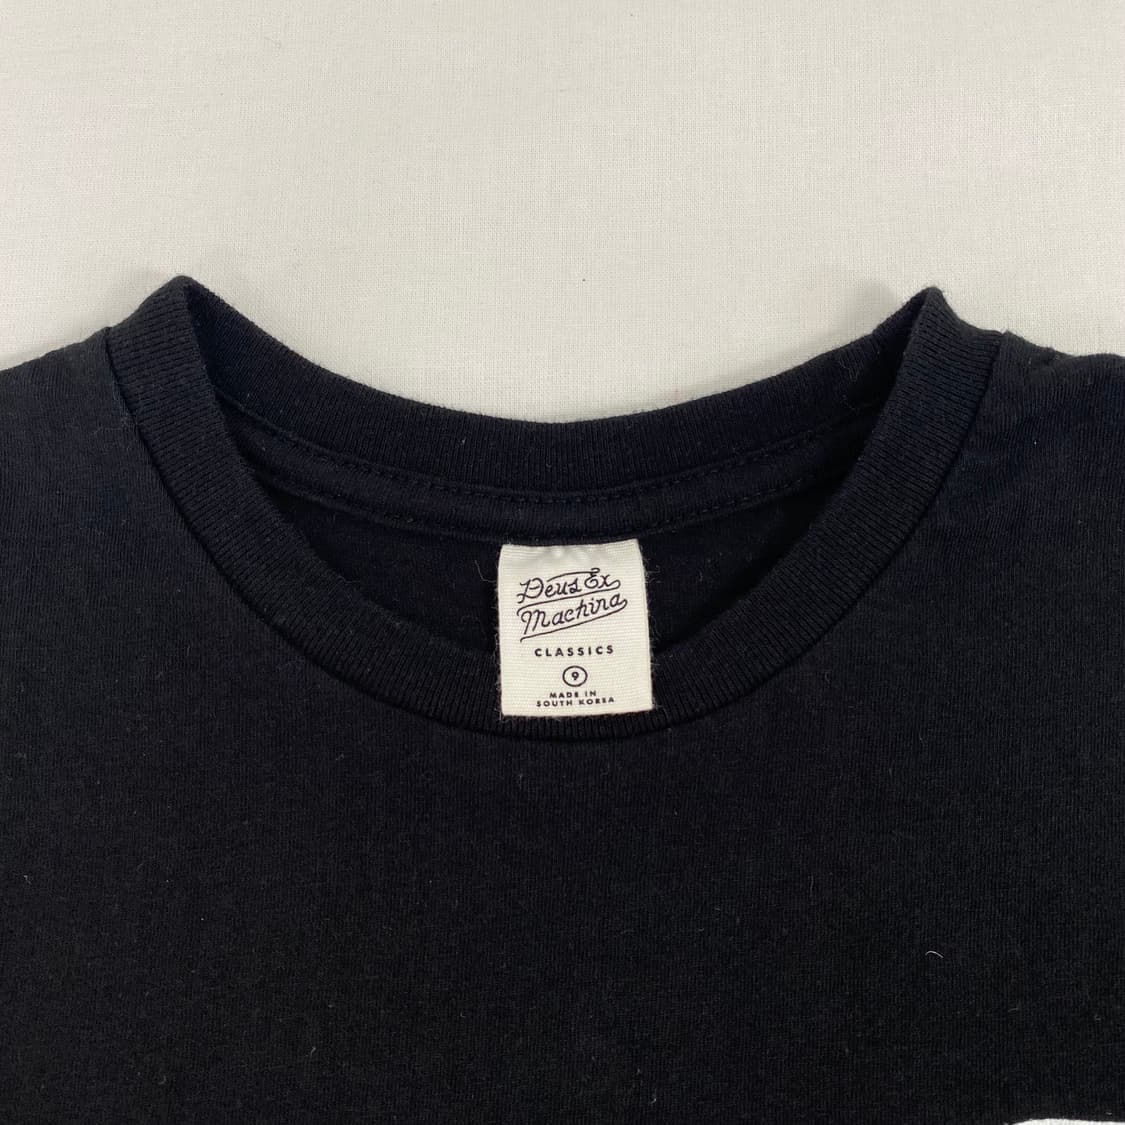 Deus Ex
Machina
CLASSICS
9
MADE IN
SOUTH KOREA